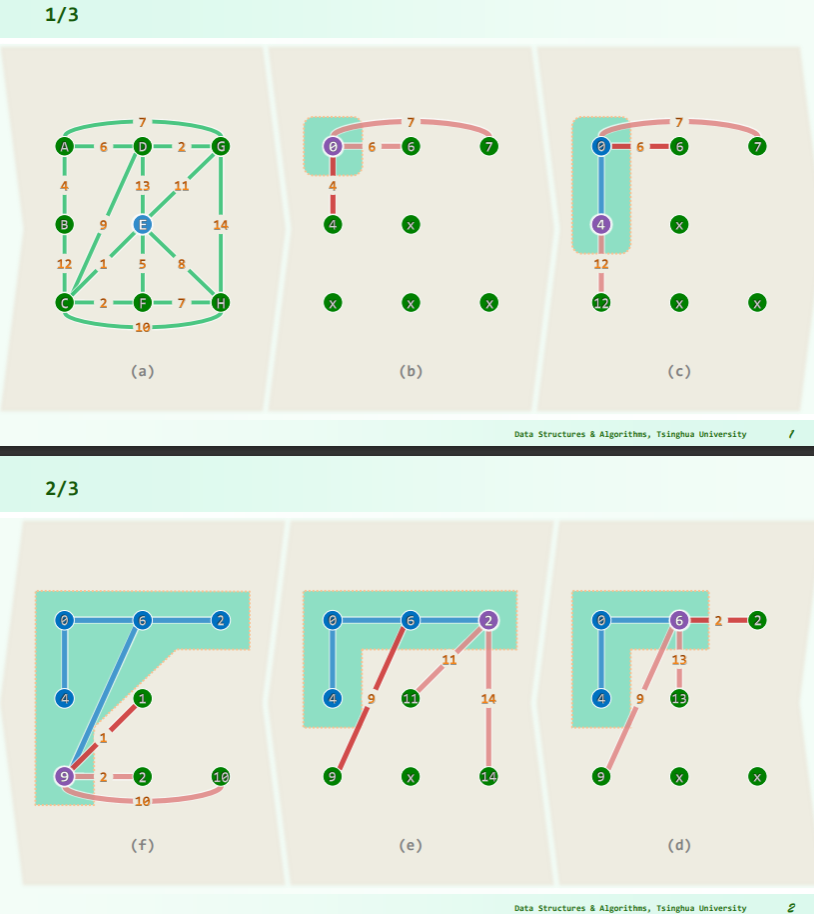 1/3
7
A 6 D 2 G
4 13 11
B 9 E 14
12 1 5 8
C 2 F 7 H
10
(a)
7
0 6 6 7
4
4 x
x x x
(b)
7
0 6 6 7
4 x
12
12 x x
(c)
Data Structures & Algorithms, Tsinghua University 1
2/3
0 6 2
4 1
1
9 2 2 10
10
(f)
0 6 2
11
4 9 11 14
9 x 14
(e)
0 6 2 2
13
4 9 13
9 x x
(d)
Data Structures & Algorithms, Tsinghua University 2